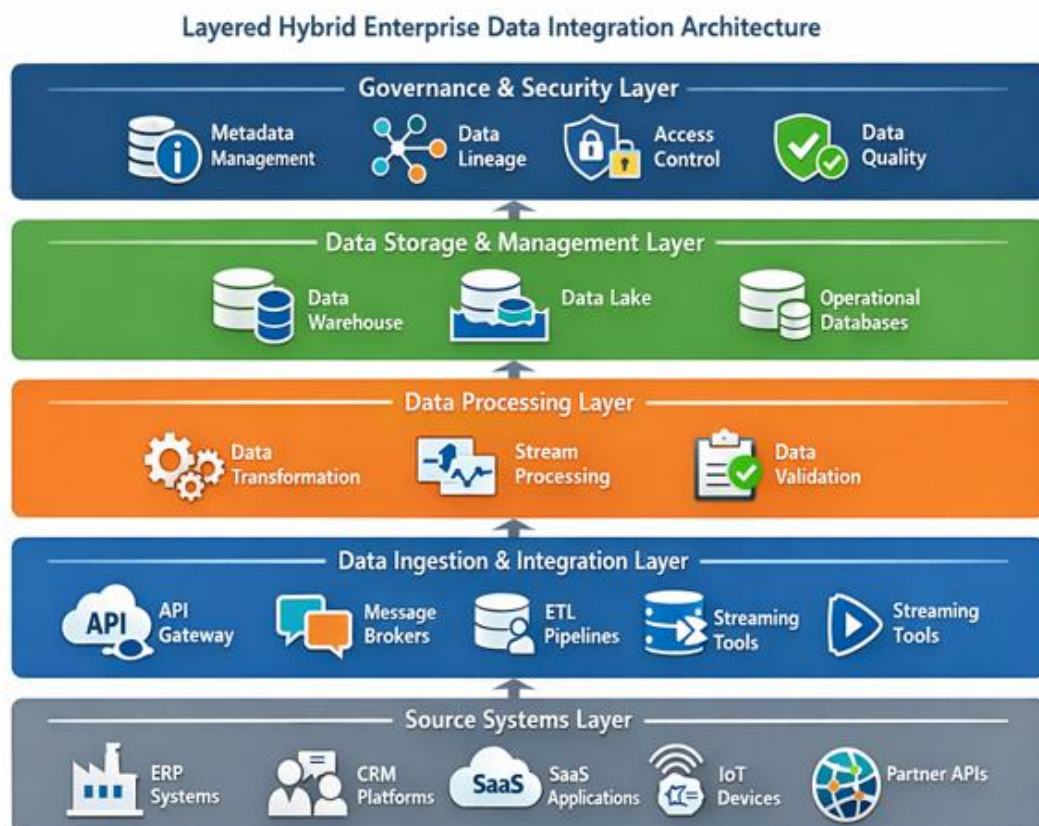 Layered Hybrid Enterprise Data Integration Architecture
Governance & Security Layer
Metadata
Management
Data
Lineage
Access
Control
Data
Quality
Data Storage & Management Layer
Data
Warehouse
Data Lake
Operational
Databases
Data Processing Layer
Data
Transformation
Stream
Processing
Data
Validation
Data Ingestion & Integration Layer
API
API
Gateway
Message
Brokers
ETL
Pipelines
Streaming
Tools
Streaming
Tools
Source Systems Layer
ERP
Systems
CRM
Platforms
SaaS
SaaS
Applications
IoT
Devices
Partner APIs